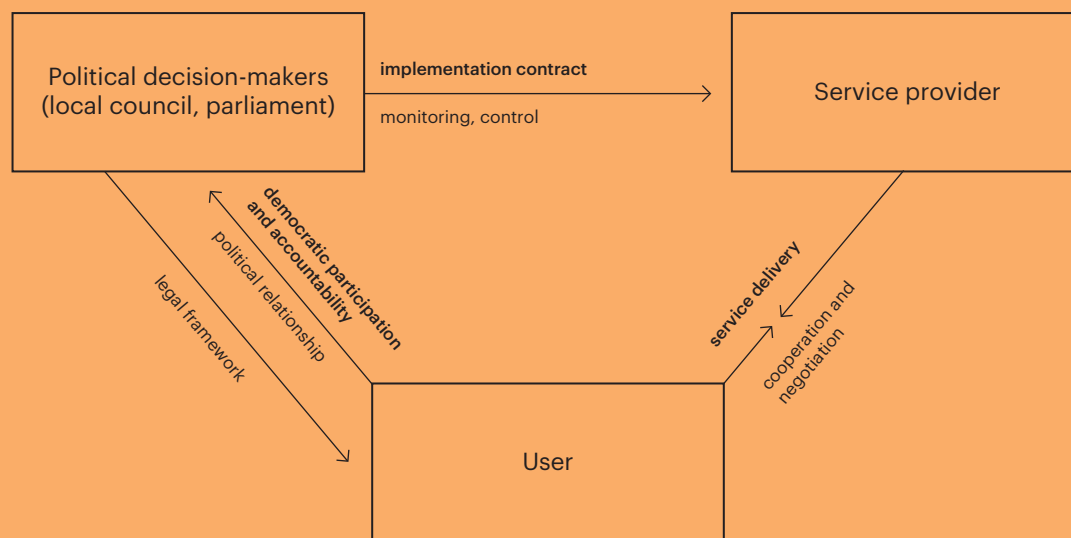 Political decision-makers
(local council, parliament)
implementation contract
monitoring, control
Service provider
democratic participation
and accountability
political relationship
legal framework
service delivery
cooperation and
negotiation
User